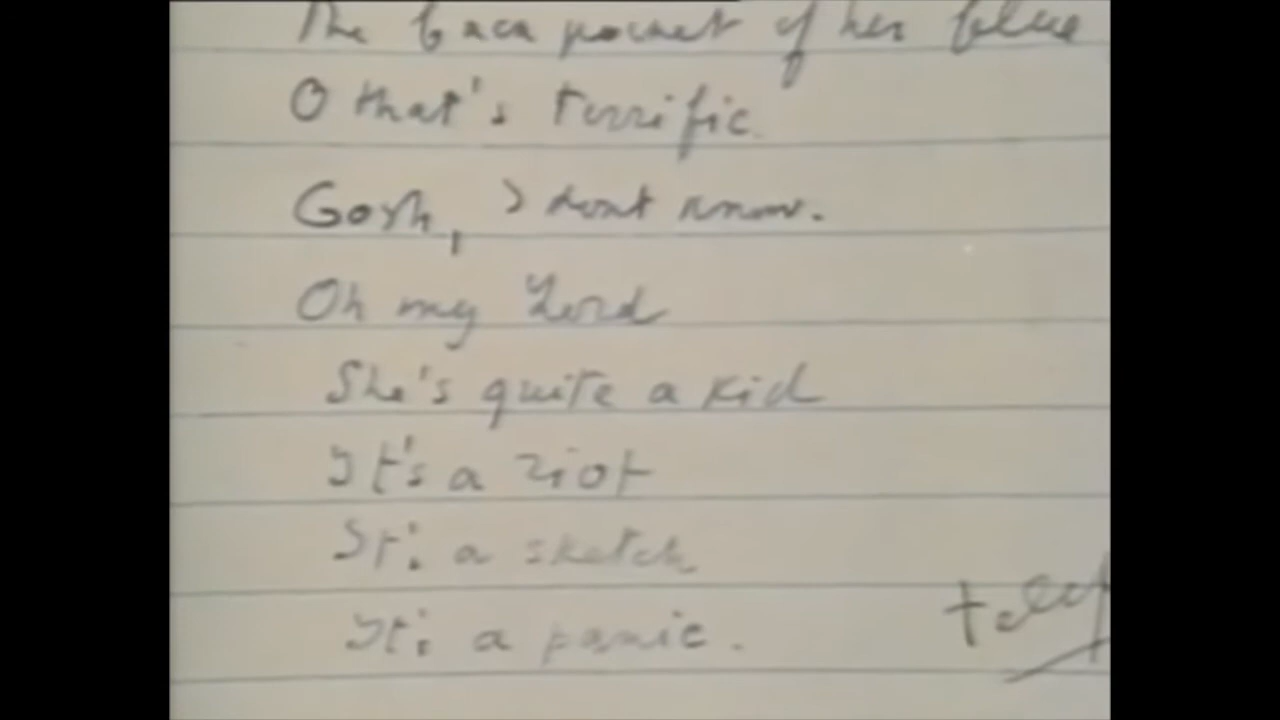 The back pocket of her blue
O that's terrific.
Gosh, I dont know.
Oh my Lord
She's quite a kid
It's a riot
It's a sketch
It's a panic.